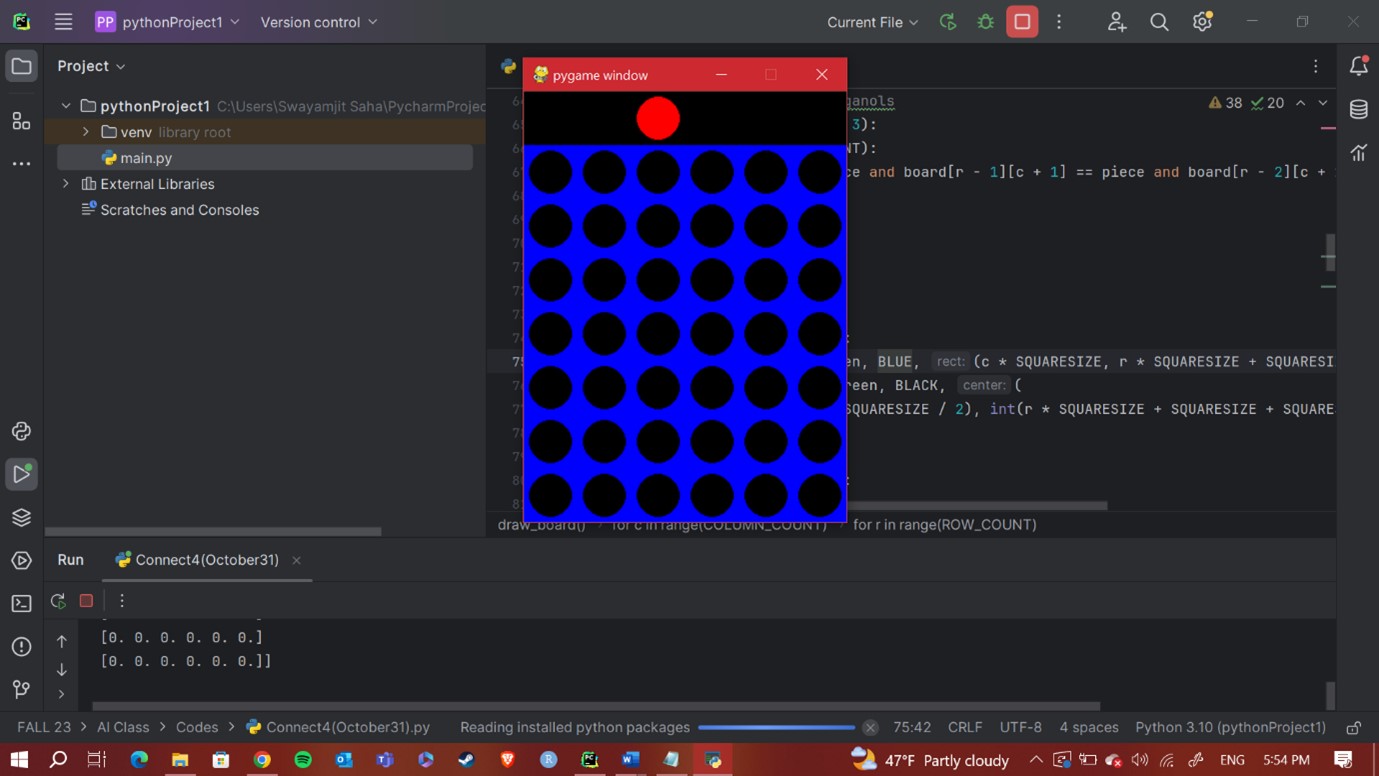 PP pythonProject1 Version control Current File
Project
pygame window
pythonProject1 C:\Users\Swayamjit Saha\PycharmProjec
38 20
ganols
venv library root
3):
main.py
NT):
External Libraries
ce and board[r - 1][c + 1] == piece and board[r - 2][c +
Scratches and Consoles
75
en, BLUE, rect: (c * SQUARESIZE, r * SQUARESIZE + SQUARESI
reen, BLACK, center: (
SQUARESIZE / 2), int(r * SQUARESIZE + SQUARESIZE + SQUARE
draw_board() for c in range(COLUMN_COUNT) for r in range(ROW_COUNT)
Run Connect4(October31)
[0. 0. 0. 0. 0. 0.]
[0. 0. 0. 0. 0. 0.]]
FALL 23 > AI Class > Codes > Connect4(October31).py Reading installed python packages 75:42 CRLF UTF-8 4 spaces Python 3.10 (pythonProject1)
47°F Partly cloudy ENG 5:54 PM